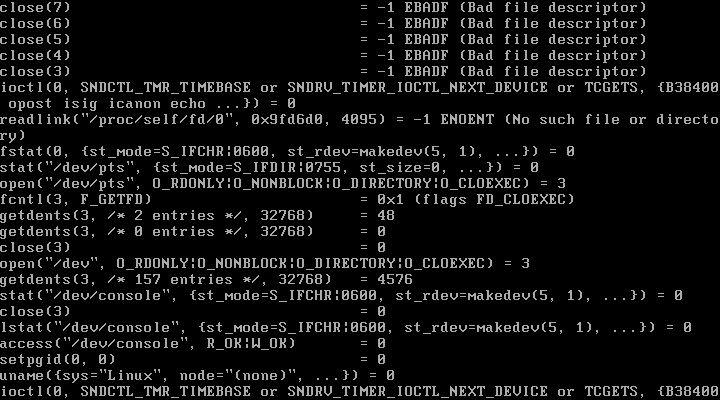 close(7)                                = -1 EBADF (Bad file descriptor)
close(6)                                = -1 EBADF (Bad file descriptor)
close(5)                                = -1 EBADF (Bad file descriptor)
close(4)                                = -1 EBADF (Bad file descriptor)
close(3)                                = -1 EBADF (Bad file descriptor)
ioctl(0, SNDCTL_TMR_TIMEBASE or SNDRV_TIMER_IOCTL_NEXT_DEVICE or TCGETS, {B38400
 opost isig icanon echo ...}) = 0
readlink("/proc/self/fd/0", 0x9fd6d0, 4095) = -1 ENOENT (No such file or directo
ry)
fstat(0, {st_mode=S_IFCHR|0600, st_rdev=makedev(5, 1), ...}) = 0
stat("/dev/pts", {st_mode=S_IFDIR|0755, st_size=0, ...}) = 0
open("/dev/pts", O_RDONLY|O_NONBLOCK|O_DIRECTORY|O_CLOEXEC) = 3
fcntl(3, F_GETFD)                       = 0x1 (flags FD_CLOEXEC)
getdents(3, /* 2 entries */, 32768)     = 48
getdents(3, /* 0 entries */, 32768)     = 0
close(3)                                = 0
open("/dev", O_RDONLY|O_NONBLOCK|O_DIRECTORY|O_CLOEXEC) = 3
getdents(3, /* 157 entries */, 32768)   = 4576
stat("/dev/console", {st_mode=S_IFCHR|0600, st_rdev=makedev(5, 1), ...}) = 0
close(3)                                = 0
lstat("/dev/console", {st_mode=S_IFCHR|0600, st_rdev=makedev(5, 1), ...}) = 0
access("/dev/console", R_OK|W_OK)       = 0
setpgid(0, 0)                           = 0
uname({sys="Linux", node="(none)", ...}) = 0
ioctl(0, SNDCTL_TMR_TIMEBASE or SNDRV_TIMER_IOCTL_NEXT_DEVICE or TCGETS, {B38400